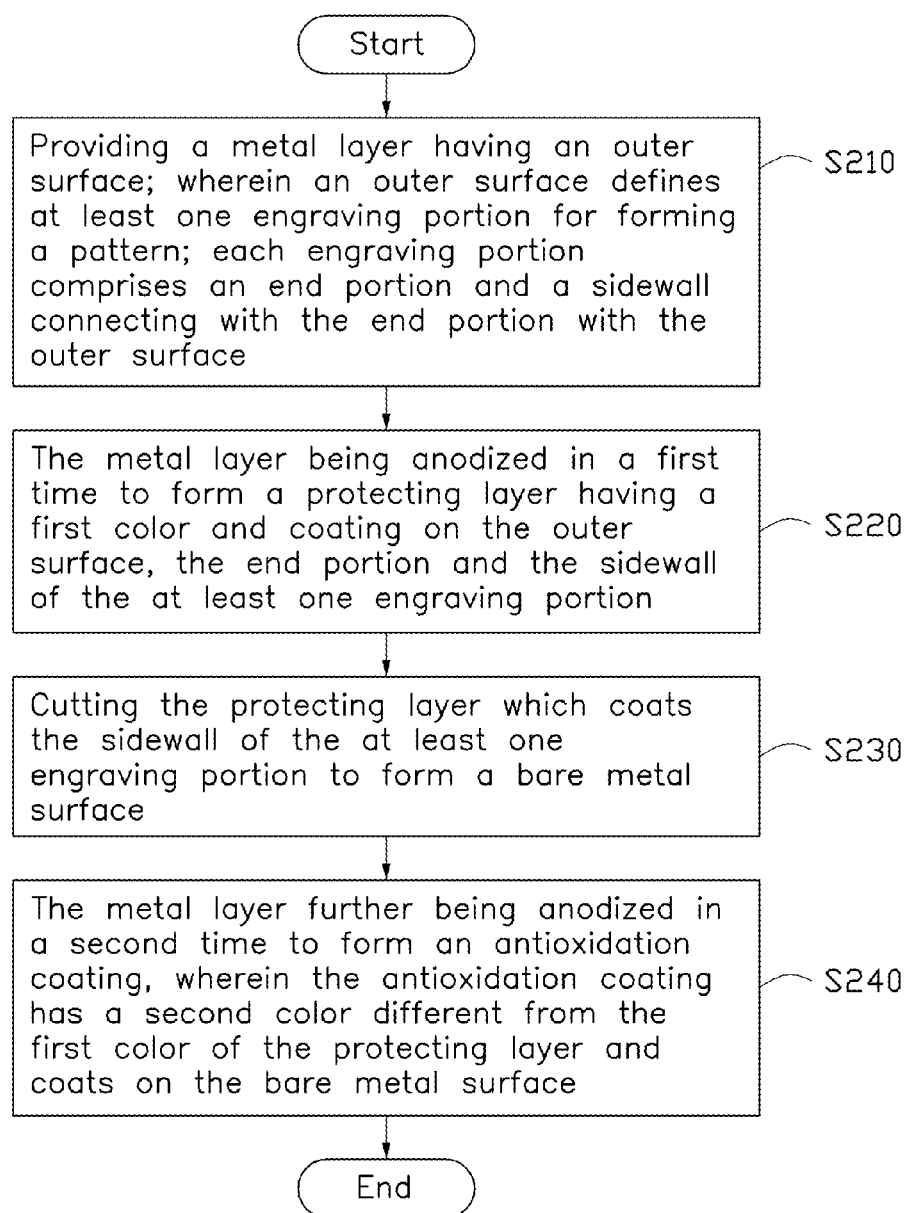 Start
Providing a metal layer having an outer
surface; wherein an outer surface defines
at least one engraving portion for forming
a pattern; each engraving portion
comprises an end portion and a sidewall
connecting with the end portion with the
outer surface
S210
The metal layer being anodized in a first
time to form a protecting layer having a
first color and coating on the outer
surface, the end portion and the sidewall
of the at least one engraving portion
S220
Cutting the protecting layer which coats
the sidewall of the at least one
engraving portion to form a bare metal
surface
S230
The metal layer further being anodized in
a second time to form an antioxidation
coating, wherein the antioxidation coating
has a second color different from the
first color of the protecting layer and
coats on the bare metal surface
S240
End